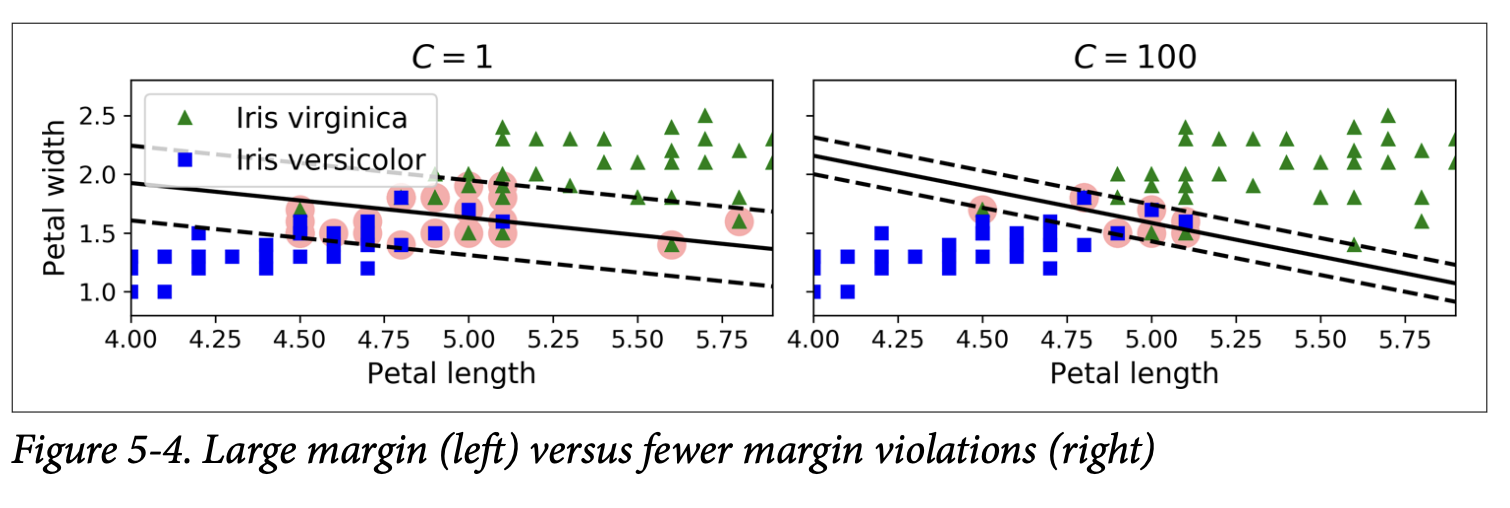 C = 1
C = 100
Iris virginica
Iris versicolor
Petal width
2.5
2.0
1.5
1.0
4.00 4.25 4.50 4.75 5.00 5.25 5.50 5.75
4.00 4.25 4.50 4.75 5.00 5.25 5.50 5.75
Petal length
Petal length
Figure 5-4. Large margin (left) versus fewer margin violations (right)